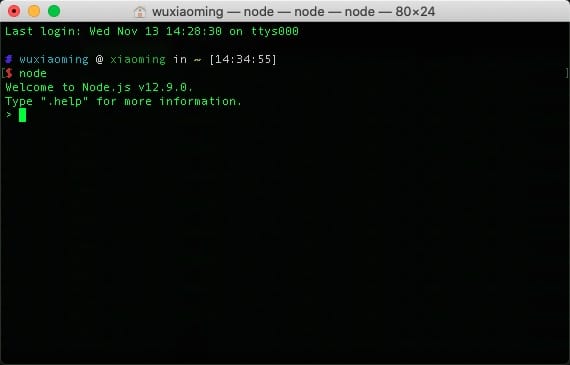 wuxiaoming — node — node — node — 80×24
Last login: Wed Nov 13 14:28:30 on ttys000
# wuxiaoming @ xiaoming in ~ [14:34:55]
[$ node ]
Welcome to Node.js v12.9.0.
Type ".help" for more information.
>